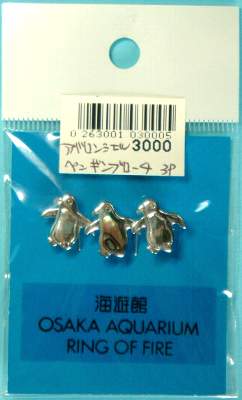 0 263001 030005
アバロンシェル 3000
ペンギンブローチ 3P
海遊館
OSAKA AQUARIUM
RING OF FIRE